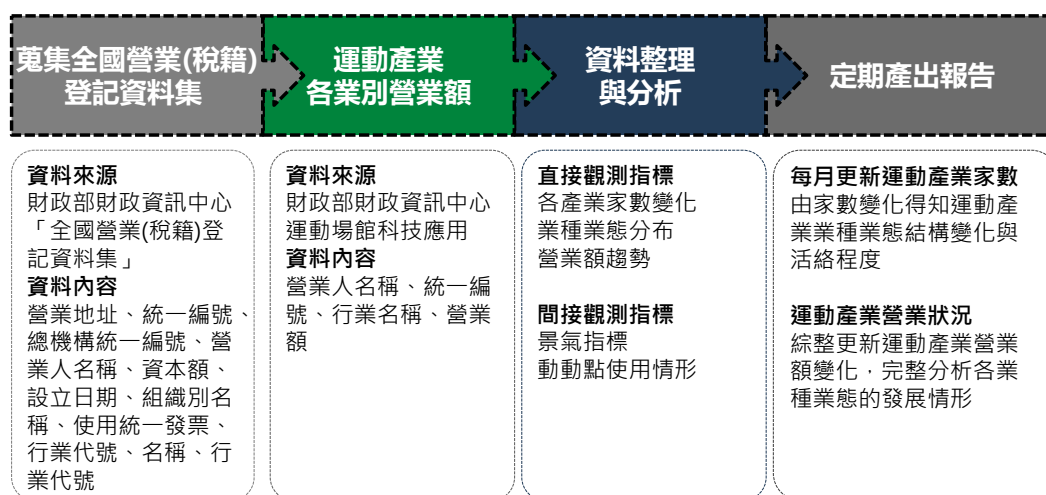 蒐集全國營業(稅籍)
登記資料集
運動產業
各業別營業額
資料整理
與分析
定期產出報告
資料來源
財政部財政資訊中心
「全國營業(稅籍)登
記資料集」
資料內容
營業地址、統一編號、
總機構統一編號、營
業人名稱、資本額、
設立日期、組織別名
稱、使用統一發票、
行業代號、名稱、行
業代號
資料來源
財政部財政資訊中心
運動場館科技應用
資料內容
營業人名稱、統一編
號、行業名稱、營業
額
直接觀測指標
各產業家數變化
業種業態分布
營業額趨勢
間接觀測指標
景氣指標
動動點使用情形
每月更新運動產業家數
由家數變化得知運動產
業業種業態結構變化與
活絡程度
運動產業營業狀況
綜整更新運動產業營業
額變化，完整分析各業
種業態的發展情形